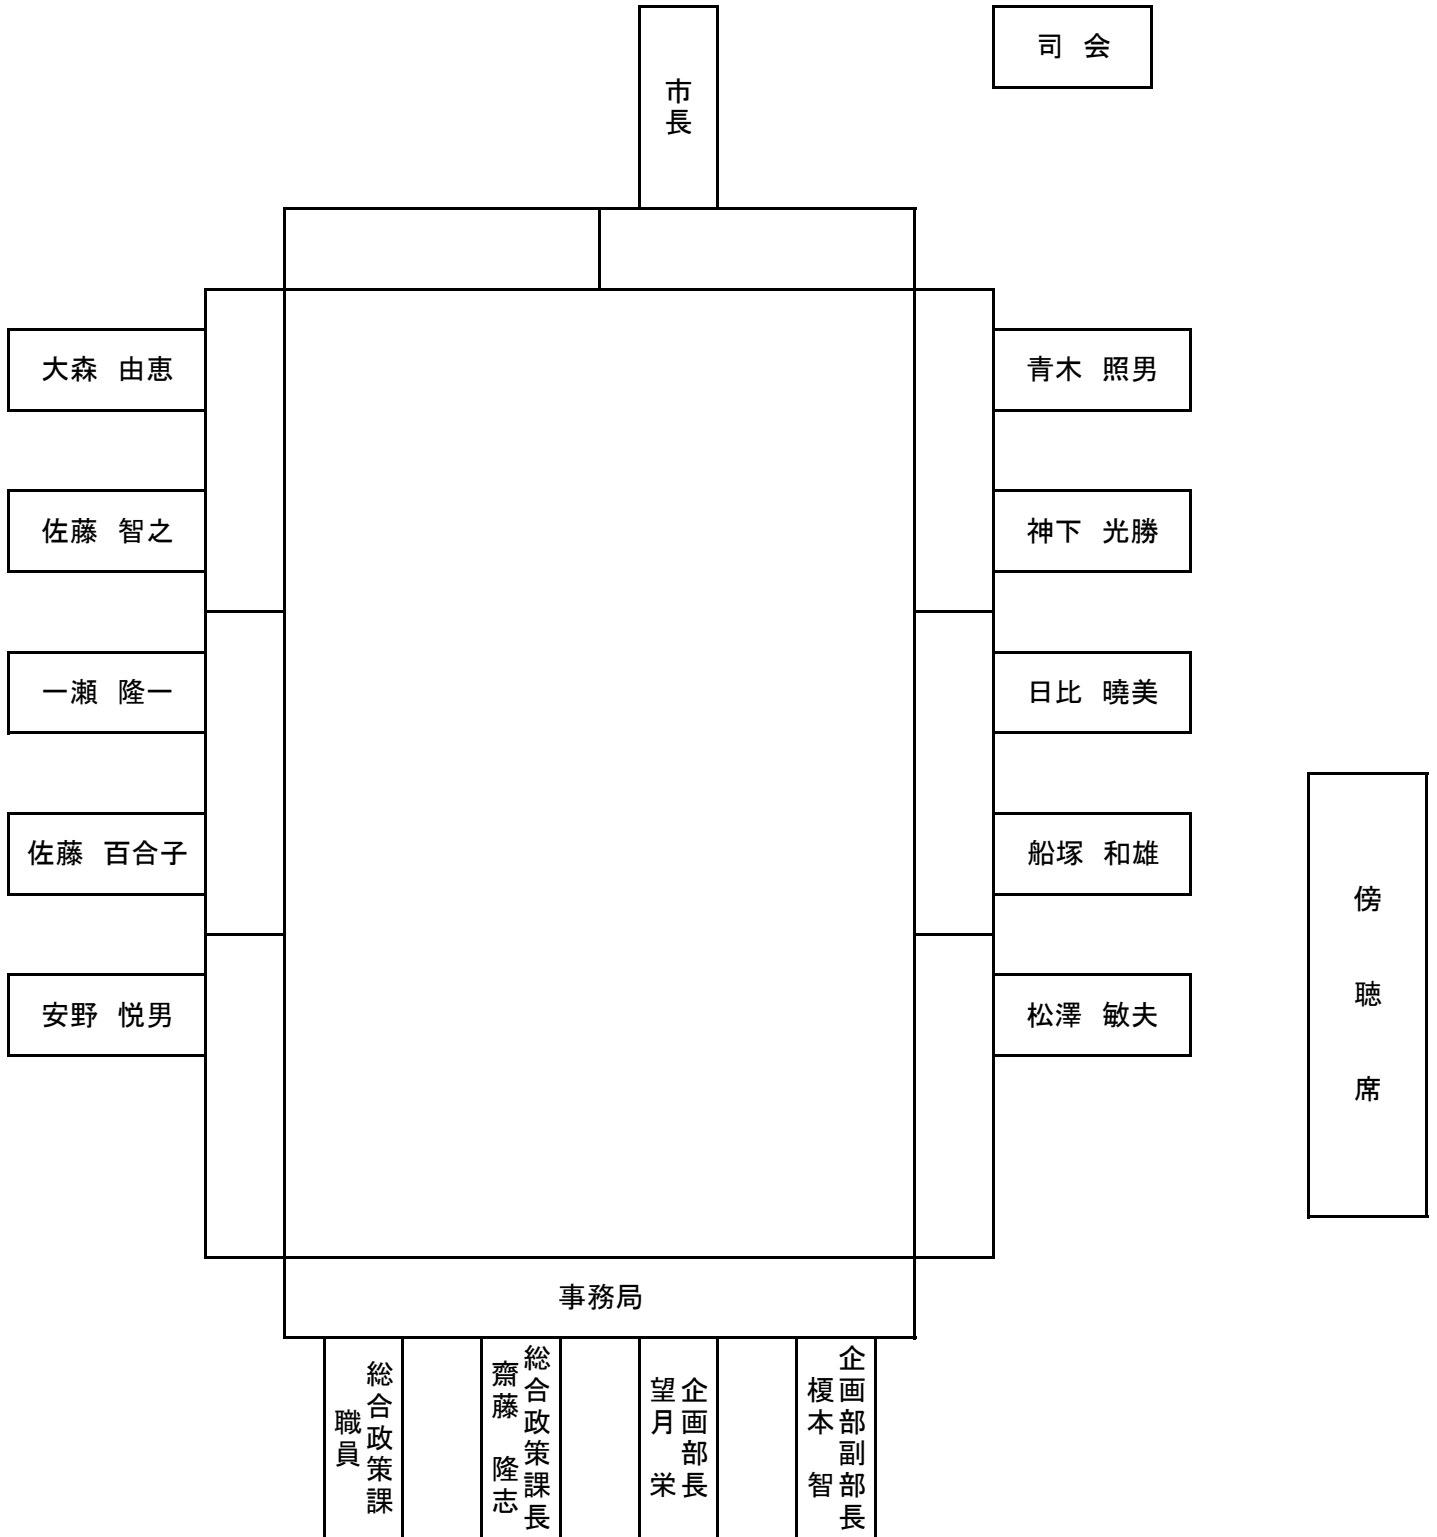 司 会
市長
大森 由恵
青木 照男
佐藤 智之
神下 光勝
一瀬 隆一
日比 曉美
佐藤 百合子
船塚 和雄
安野 悦男
松澤 敏夫
傍聴席
事務局
総合政策課
職員
総合政策課長
齋藤 隆志
企画部長
望月 栄
企画部副部長
榎本 智